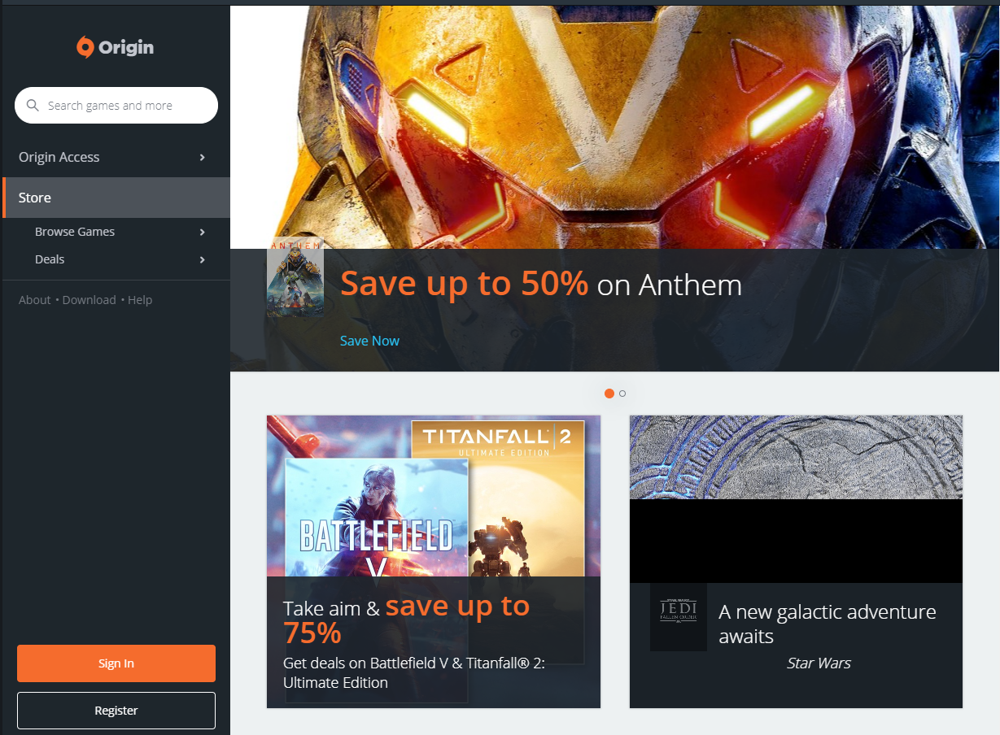 Origin
Search games and more
Origin Access
Store
Browse Games
Deals
About • Download • Help
Sign In
Register
ANTHEM
Save up to 50% on Anthem
Save Now
TITANFALL 2
ULTIMATE EDITION
BATTLEFIELD
V
Take aim & save up to
75%
Get deals on Battlefield V & Titanfall® 2:
Ultimate Edition
STAR WARS
JEDI
FALLEN ORDER
A new galactic adventure
awaits
Star Wars